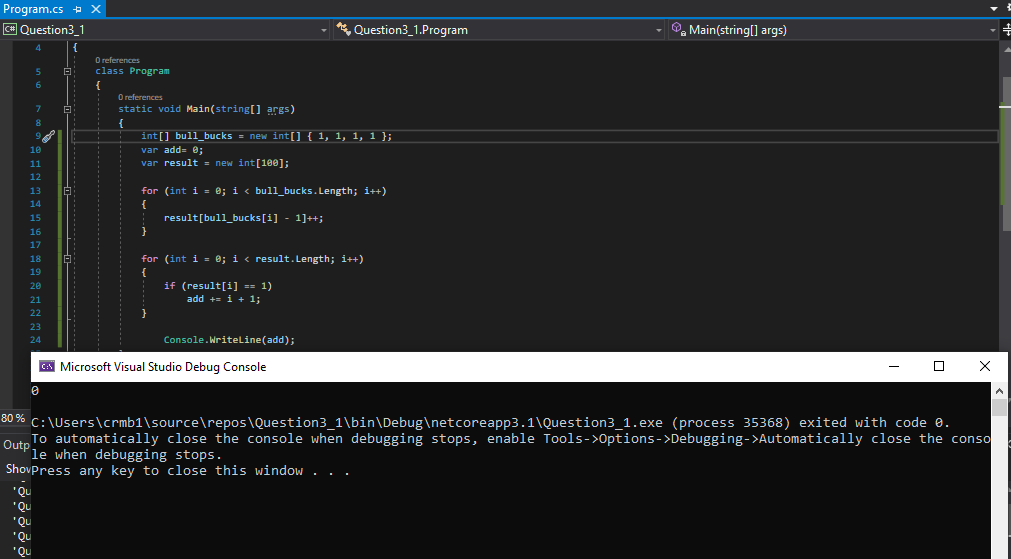 Program.cs
C# Question3_1 Question3_1.Program Main(string[] args)
4 {
0 references
5 class Program
6 {
0 references
7 static void Main(string[] args)
8 {
9 int[] bull_bucks = new int[] { 1, 1, 1, 1 };
10 var add= 0;
11 var result = new int[100];
12
13 for (int i = 0; i < bull_bucks.Length; i++)
14 {
15 result[bull_bucks[i] - 1]++;
16 }
17
18 for (int i = 0; i < result.Length; i++)
19 {
20 if (result[i] == 1)
21 add += i + 1;
22 }
23
24 Console.WriteLine(add);
C:\ Microsoft Visual Studio Debug Console
0
80 %
C:\Users\crmb1\source\repos\Question3_1\bin\Debug\netcoreapp3.1\Question3_1.exe (process 35368) exited with code 0.
To automatically close the console when debugging stops, enable Tools->Options->Debugging->Automatically close the conso
le when debugging stops.
Press any key to close this window . . .
Outp
Show
'Qu
'Qu
'Qu
'Qu
'Qu